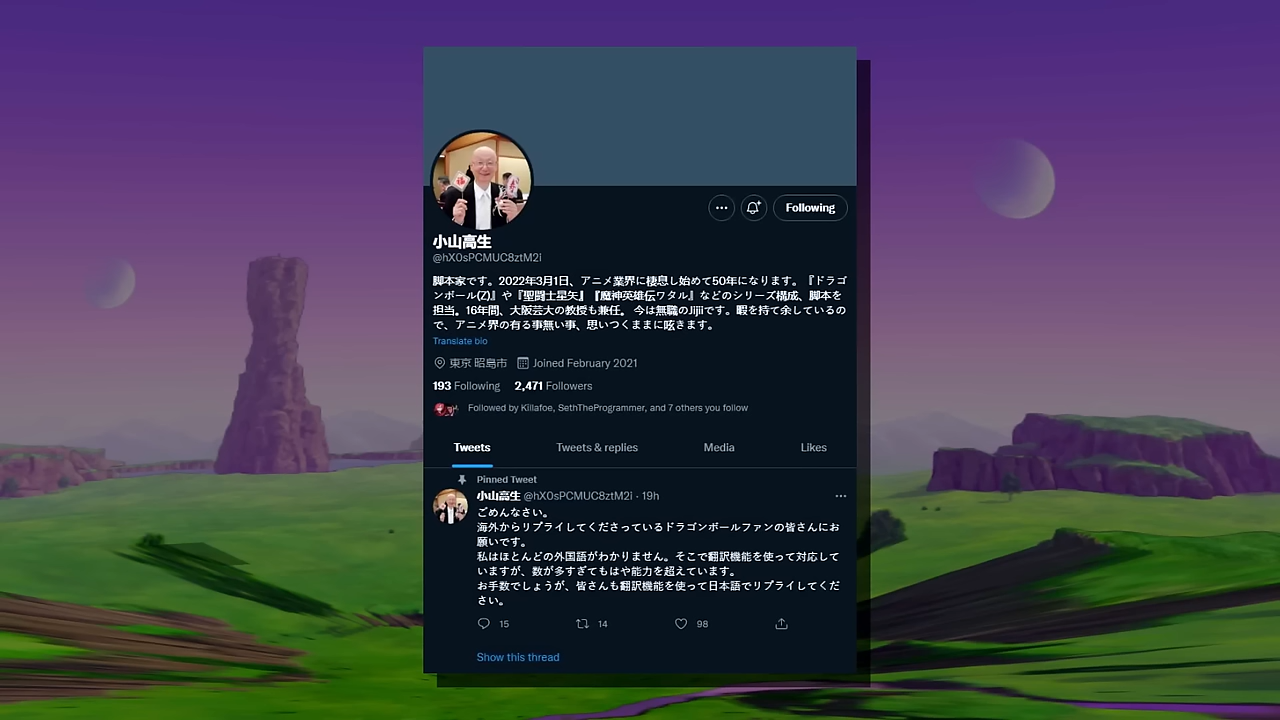 Following
小山高生
@hX0sPCMUC8ztM2i
脚本家です。2022年3月1日、アニメ業界に棲息し始めて50年になります。『ドラゴ
ンボール(Z)』や『聖闘士星矢』『魔神英雄伝ワタル』などのシリーズ構成、脚本を
担当。16年間、大阪芸大の教授も兼任。 今は無職のJijiiです。暇を持て余しているの
で、アニメ界の有る事無い事、思いつくままに呟きます。
Translate bio
東京 昭島市 Joined February 2021
193 Following 2,471 Followers
Followed by Killafoe, SethTheProgrammer, and 7 others you follow
Tweets Tweets & replies Media Likes
Pinned Tweet
小山高生 @hX0sPCMUC8ztM2i · 19h
ごめんなさい。
海外からリプライしてくださっているドラゴンボールファンの皆さんにお
願いです。
私はほとんどの外国語がわかりません。そこで翻訳機能を使って対応して
いますが、数が多すぎてもはや能力を超えています。
お手数でしょうが、皆さんも翻訳機能を使って日本語でリプライしてくだ
さい。
15 14 98
Show this thread